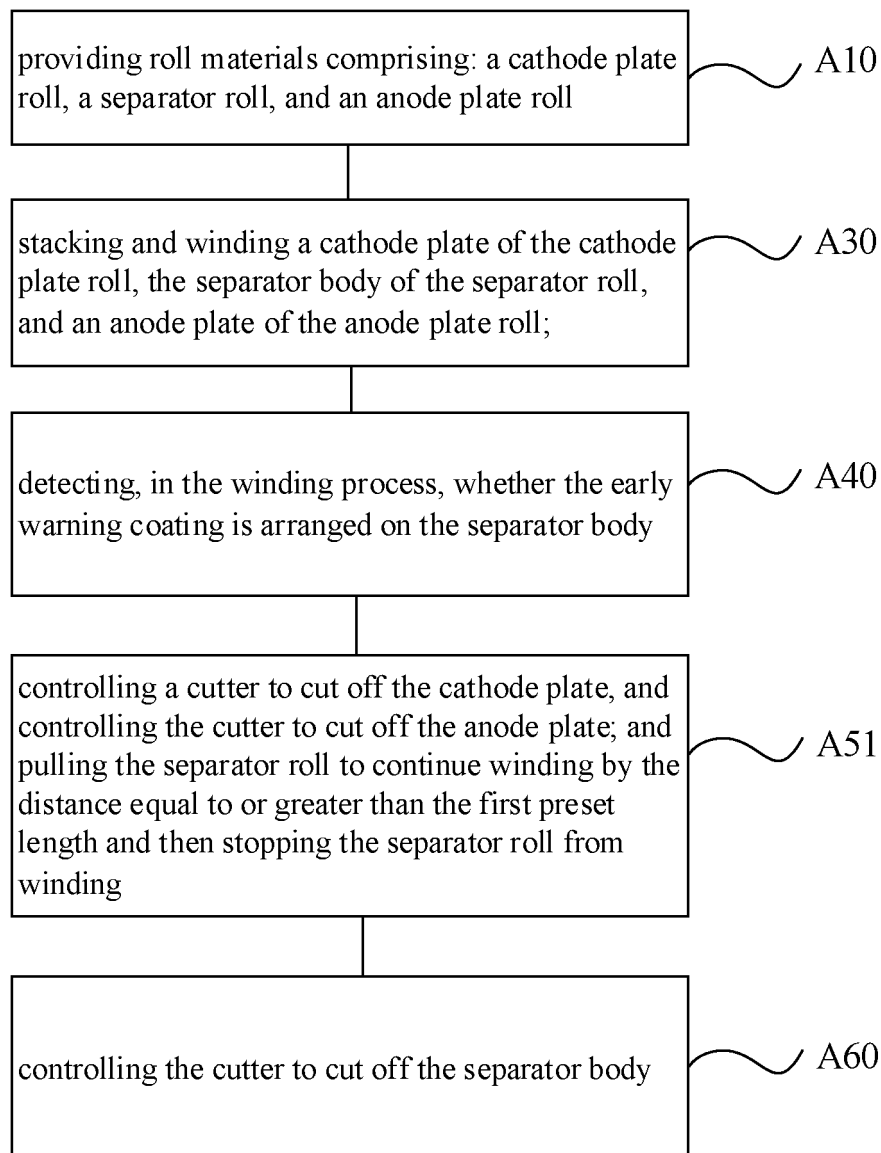 providing roll materials comprising: a cathode plate
roll, a separator roll, and an anode plate roll
A10
stacking and winding a cathode plate of the cathode
plate roll, the separator body of the separator roll,
and an anode plate of the anode plate roll;
A30
detecting, in the winding process, whether the early
warning coating is arranged on the separator body
A40
controlling a cutter to cut off the cathode plate, and
controlling the cutter to cut off the anode plate; and
pulling the separator roll to continue winding by the
distance equal to or greater than the first preset
length and then stopping the separator roll from
winding
A51
controlling the cutter to cut off the separator body
A60